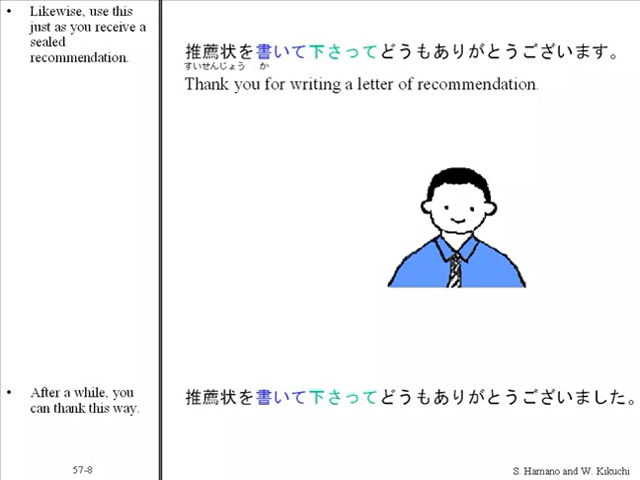 • Likewise, use this
just as you receive a
sealed
recommendation.
推薦状を書いて下さってどうもありがとうございます。
すいせんじょう か
Thank you for writing a letter of recommendation.
• After a while, you
can thank this way.
推薦状を書いて下さってどうもありがとうございました。
57-8
S. Hamano and W. Kikuchi